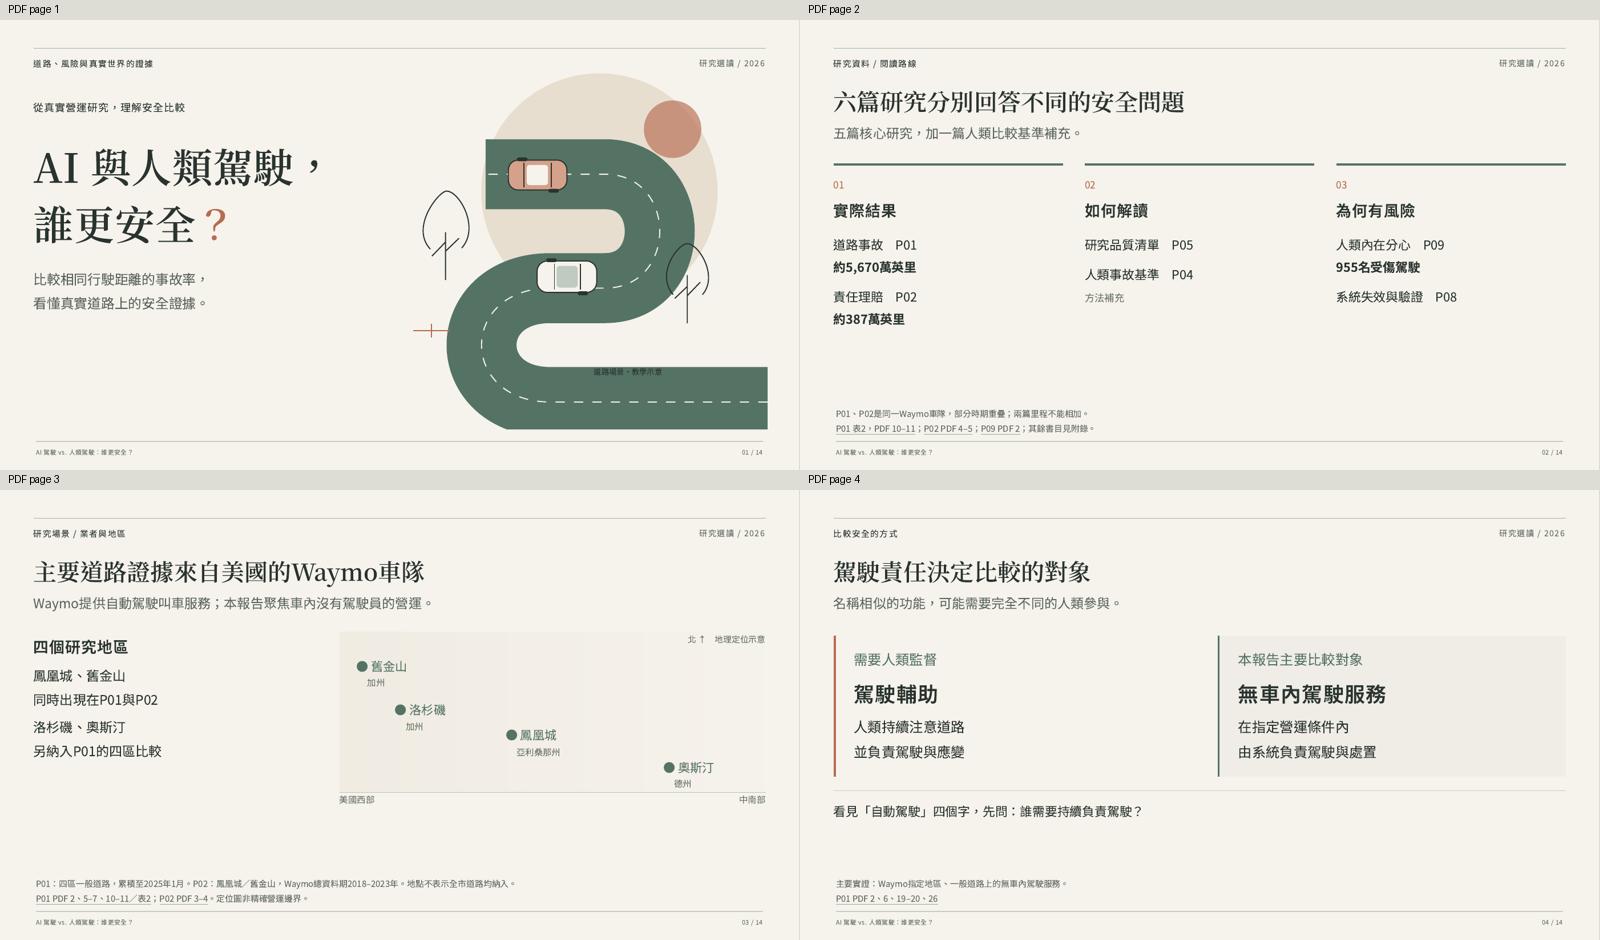 PDF page 1
道路、風險與真實世界的證據
研究選讀 / 2026
從真實營運研究，理解安全比較
AI 與人類駕駛，
誰更安全？
比較相同行駛距離的事故率，
看懂真實道路上的安全證據。
道路場景・教學示意
AI 駕駛 vs. 人類駕駛：誰更安全？
01 / 14
PDF page 2
研究資料 / 閱讀路線
研究選讀 / 2026
六篇研究分別回答不同的安全問題
五篇核心研究，加一篇人類比較基準補充。
01
實際結果
道路事故 P01
約5,670萬英里
責任理賠 P02
約387萬英里
02
如何解讀
研究品質清單 P05
人類事故基準 P04
方法補充
03
為何有風險
人類內在分心 P09
955名受傷駕駛
系統失效與驗證 P08
P01、P02是同一Waymo車隊，部分時期重疊；兩篇里程不能相加。
P01 表2，PDF 10–11；P02 PDF 4–5；P09 PDF 2；其餘書目見附錄。
AI 駕駛 vs. 人類駕駛：誰更安全？
02 / 14
PDF page 3
研究場景 / 業者與地區
研究選讀 / 2026
主要道路證據來自美國的Waymo車隊
Waymo提供自動駕駛叫車服務；本報告聚焦車內沒有駕駛員的營運。
四個研究地區
鳳凰城、舊金山
同時出現在P01與P02
洛杉磯、奧斯汀
另納入P01的四區比較
北 ↑ 地理定位示意
舊金山
加州
洛杉磯
加州
鳳凰城
亞利桑那州
奧斯汀
德州
美國西部
中南部
P01：四區一般道路，累積至2025年1月。P02：鳳凰城／舊金山，Waymo總資料期2018–2023年。地點不表示全市道路均納入。
P01 PDF 2、5–7、10–11／表2；P02 PDF 3–4。定位圖非精確營運邊界。
AI 駕駛 vs. 人類駕駛：誰更安全？
03 / 14
PDF page 4
比較安全的方式
研究選讀 / 2026
駕駛責任決定比較的對象
名稱相似的功能，可能需要完全不同的人類參與。
需要人類監督
駕駛輔助
人類持續注意道路
並負責駕駛與應變
本報告主要比較對象
無車內駕駛服務
在指定營運條件內
由系統負責駕駛與處置
看見「自動駕駛」四個字，先問：誰需要持續負責駕駛？
主要實證：Waymo指定地區、一般道路上的無車內駕駛服務。
P01 PDF 2、6、19–20、26
AI 駕駛 vs. 人類駕駛：誰更安全？
04 / 14